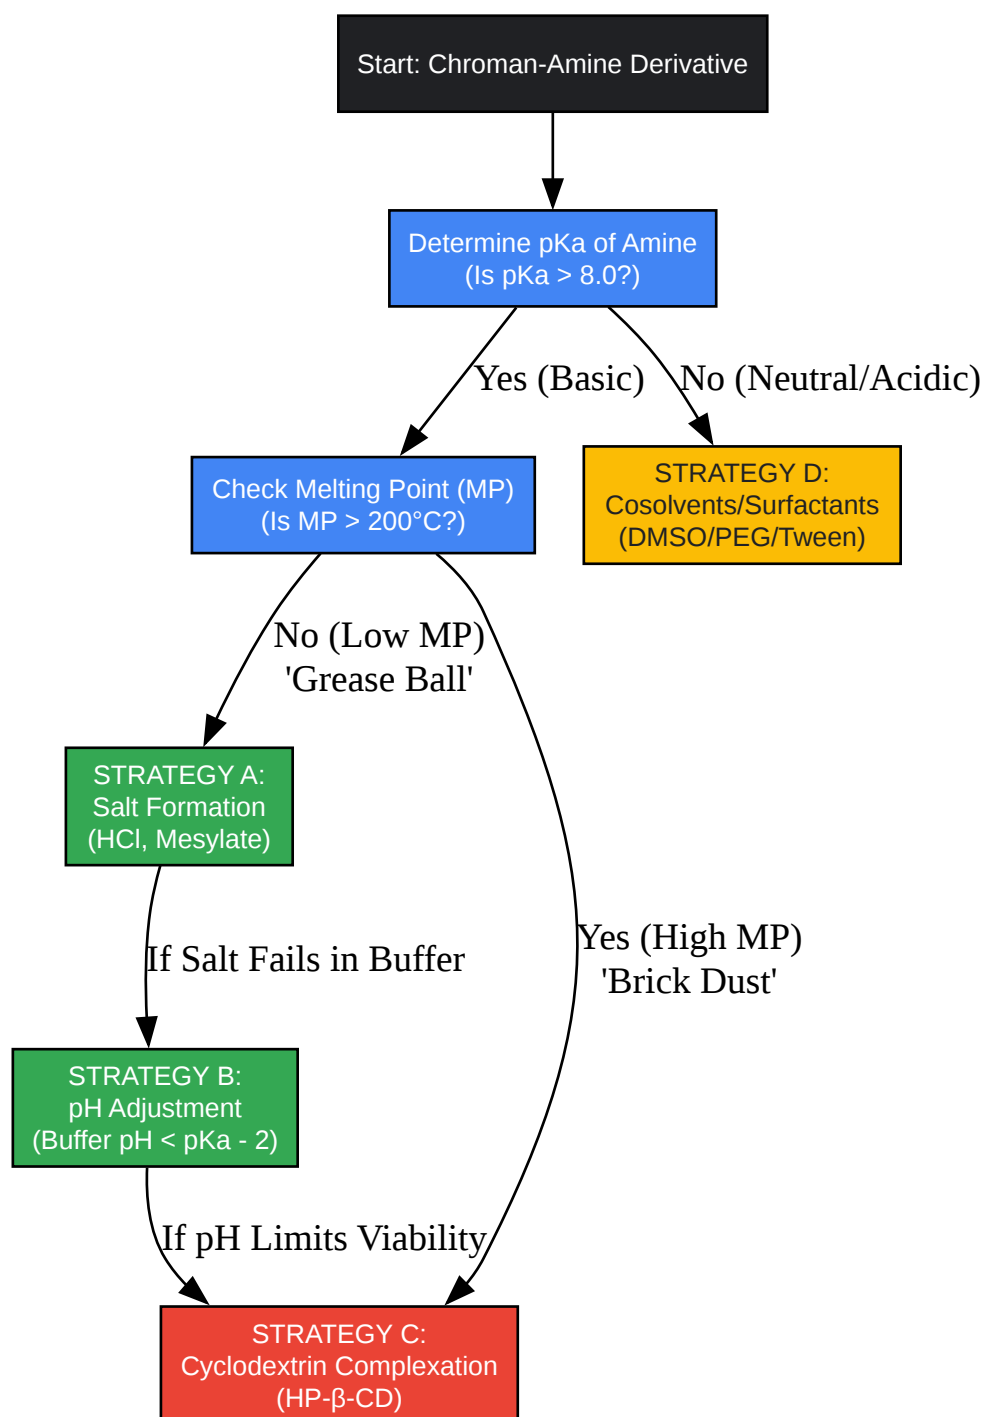 Start: Chroman-Amine Derivative
Determine pKa of Amine
(Is pKa > 8.0?)
Yes (Basic)
No (Neutral/Acidic)
Check Melting Point (MP)
(Is MP > 200°C?)
STRATEGY D:
Cosolvents/Surfactants
(DMSO/PEG/Tween)
No (Low MP)
'Grease Ball'
STRATEGY A:
Salt Formation
(HCl, Mesylate)
If Salt Fails in Buffer
Yes (High MP)
'Brick Dust'
STRATEGY B:
pH Adjustment
(Buffer pH < pKa - 2)
If pH Limits Viability
STRATEGY C:
Cyclodextrin Complexation
(HP-β-CD)